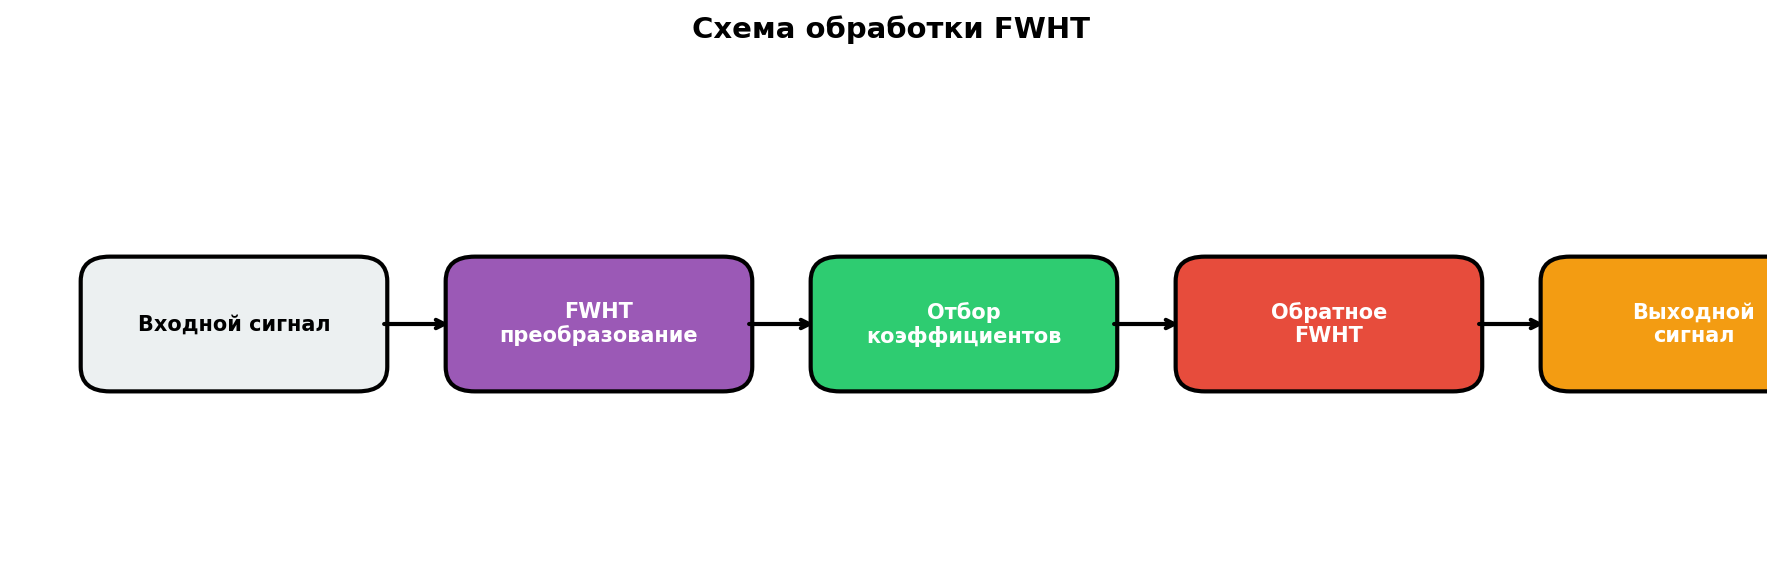 Схема обработки FWHT
Входной сигнал
FWHT
преобразование
Отбор
коэффициентов
Обратное
FWHT
Выходной
сигнал